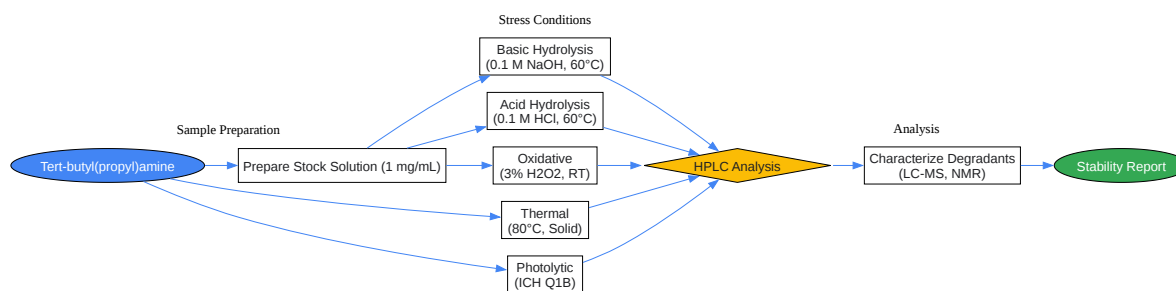 Stress Conditions
Basic Hydrolysis
(0.1 M NaOH, 60°C)
Acid Hydrolysis
(0.1 M HCl, 60°C)
Sample Preparation
Analysis
Tert-butyl(propyl)amine
Prepare Stock Solution (1 mg/mL)
Oxidative
(3% H2O2, RT)
HPLC Analysis
Characterize Degradants
(LC-MS, NMR)
Stability Report
Thermal
(80°C, Solid)
Photolytic
(ICH Q1B)